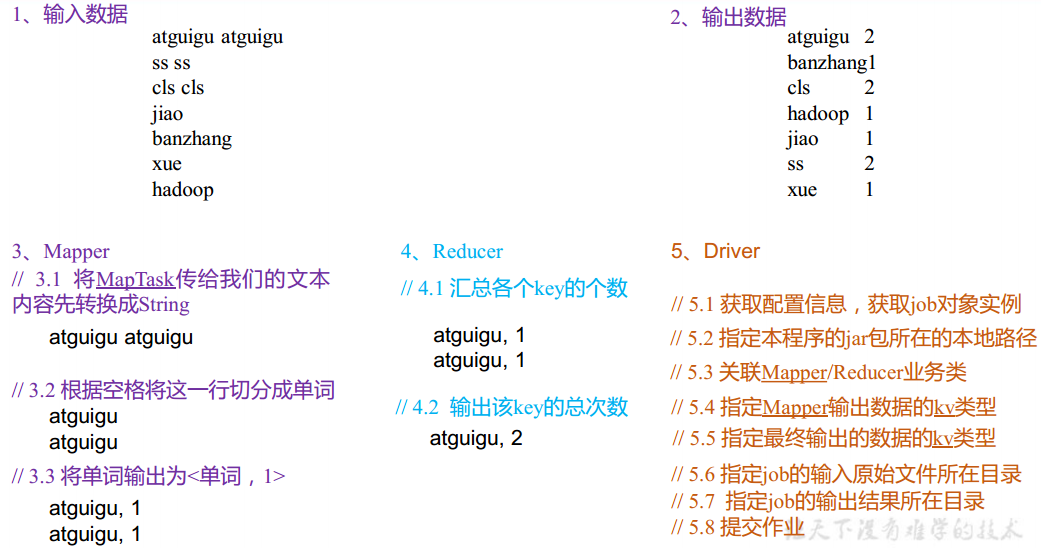 1、输入数据
atguigu atguigu
ss ss
cls cls
jiao
banzhang
xue
hadoop
2、输出数据
atguigu 2
banzhang1
cls 2
hadoop 1
jiao 1
ss 2
xue 1
3、Mapper
// 3.1 将MapTask传给我们的文本
内容先转换成String
atguigu atguigu
// 3.2 根据空格将这一行切分成单词
atguigu
atguigu
// 3.3 将单词输出为<单词，1>
atguigu, 1
atguigu, 1
4、Reducer
// 4.1 汇总各个key的个数
atguigu, 1
atguigu, 1
// 4.2 输出该key的总次数
atguigu, 2
5、Driver
// 5.1 获取配置信息，获取job对象实例
// 5.2 指定本程序的jar包所在的本地路径
// 5.3 关联Mapper/Reducer业务类
// 5.4 指定Mapper输出数据的kv类型
// 5.5 指定最终输出的数据的kv类型
// 5.6 指定job的输入原始文件所在目录
// 5.7 指定job的输出结果所在目录
// 5.8 提交作业
天下没有难学的技术